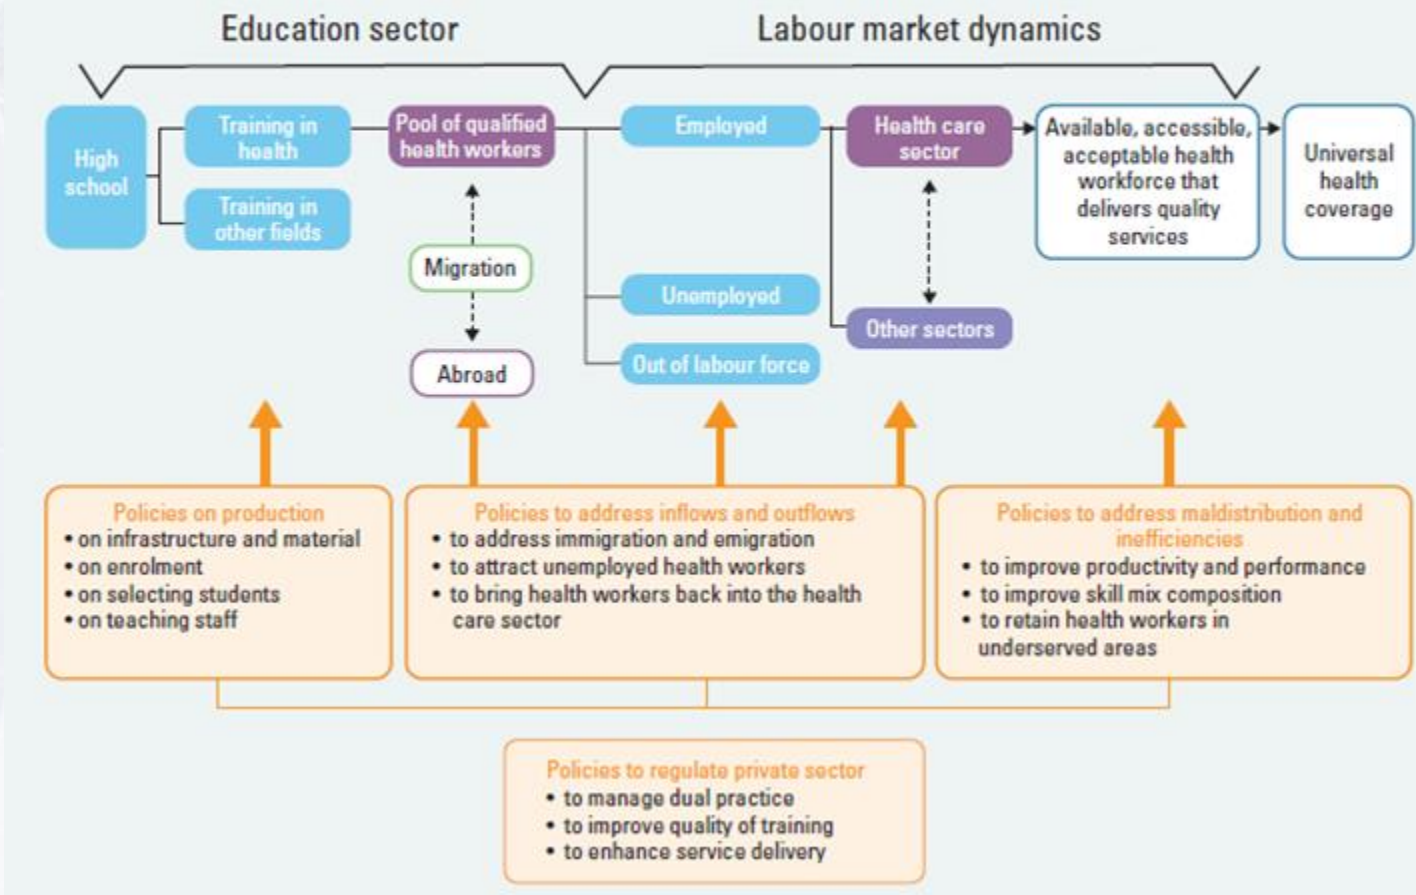 Education sector
Labour market dynamics
High
school
Training in
health
Training in
other fields
Pool of qualified
health workers
Migration
Abroad
Employed
Unemployed
Out of labour force
Health care
sector
Other sectors
Available, accessible,
acceptable health
workforce that
delivers quality
services
Universal
health
coverage
Policies on production
• on infrastructure and material
• on enrolment
• on selecting students
• on teaching staff
Policies to address inflows and outflows
• to address immigration and emigration
• to attract unemployed health workers
• to bring health workers back into the health
care sector
Policies to address maldistribution and
inefficiencies
• to improve productivity and performance
• to improve skill mix composition
• to retain health workers in
underserved areas
Policies to regulate private sector
• to manage dual practice
• to improve quality of training
• to enhance service delivery